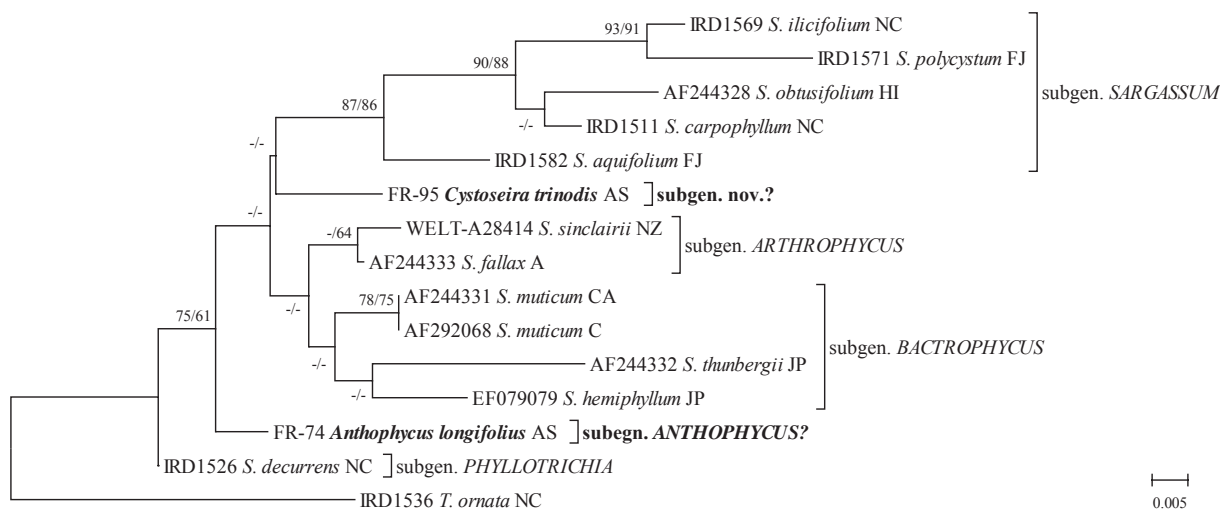 93/91
IRD1569 S. ilicifolium NC
90/88
IRD1571 S. polycystum FJ
87/86
AF244328 S. obtusifolium HI
subgen. SARGASSUM
-/-
IRD1511 S. carpophyllum NC
-/-
IRD1582 S. aquifolium FJ
FR-95 Cystoseira trinodis AS
subgen. nov.?
-/-
-/64
WELT-A28414 S. sinclairii NZ
subgen. ARTHROPHYCUS
AF244333 S. fallax A
-/-
78/75
AF244331 S. muticum CA
AF292068 S. muticum C
75/61
-/-
subgen. BACTROPHYCUS
AF244332 S. thunbergii JP
-/-
EF079079 S. hemiphyllum JP
FR-74 Anthophycus longifolius AS
subegn. ANTHOPHYCUS?
IRD1526 S. decurrens NC
subgen. PHYLLOTRICHIA
IRD1536 T. ornata NC
0.005